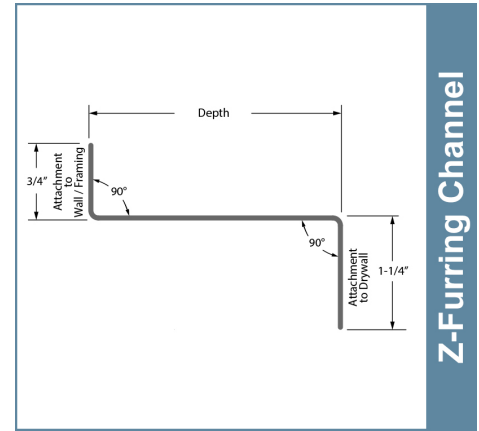 Depth
3/4”
Attachment
to
Wall / Framing
90°
90°
Attachment
to Drywall
1-1/4”
Z-Furring Channel